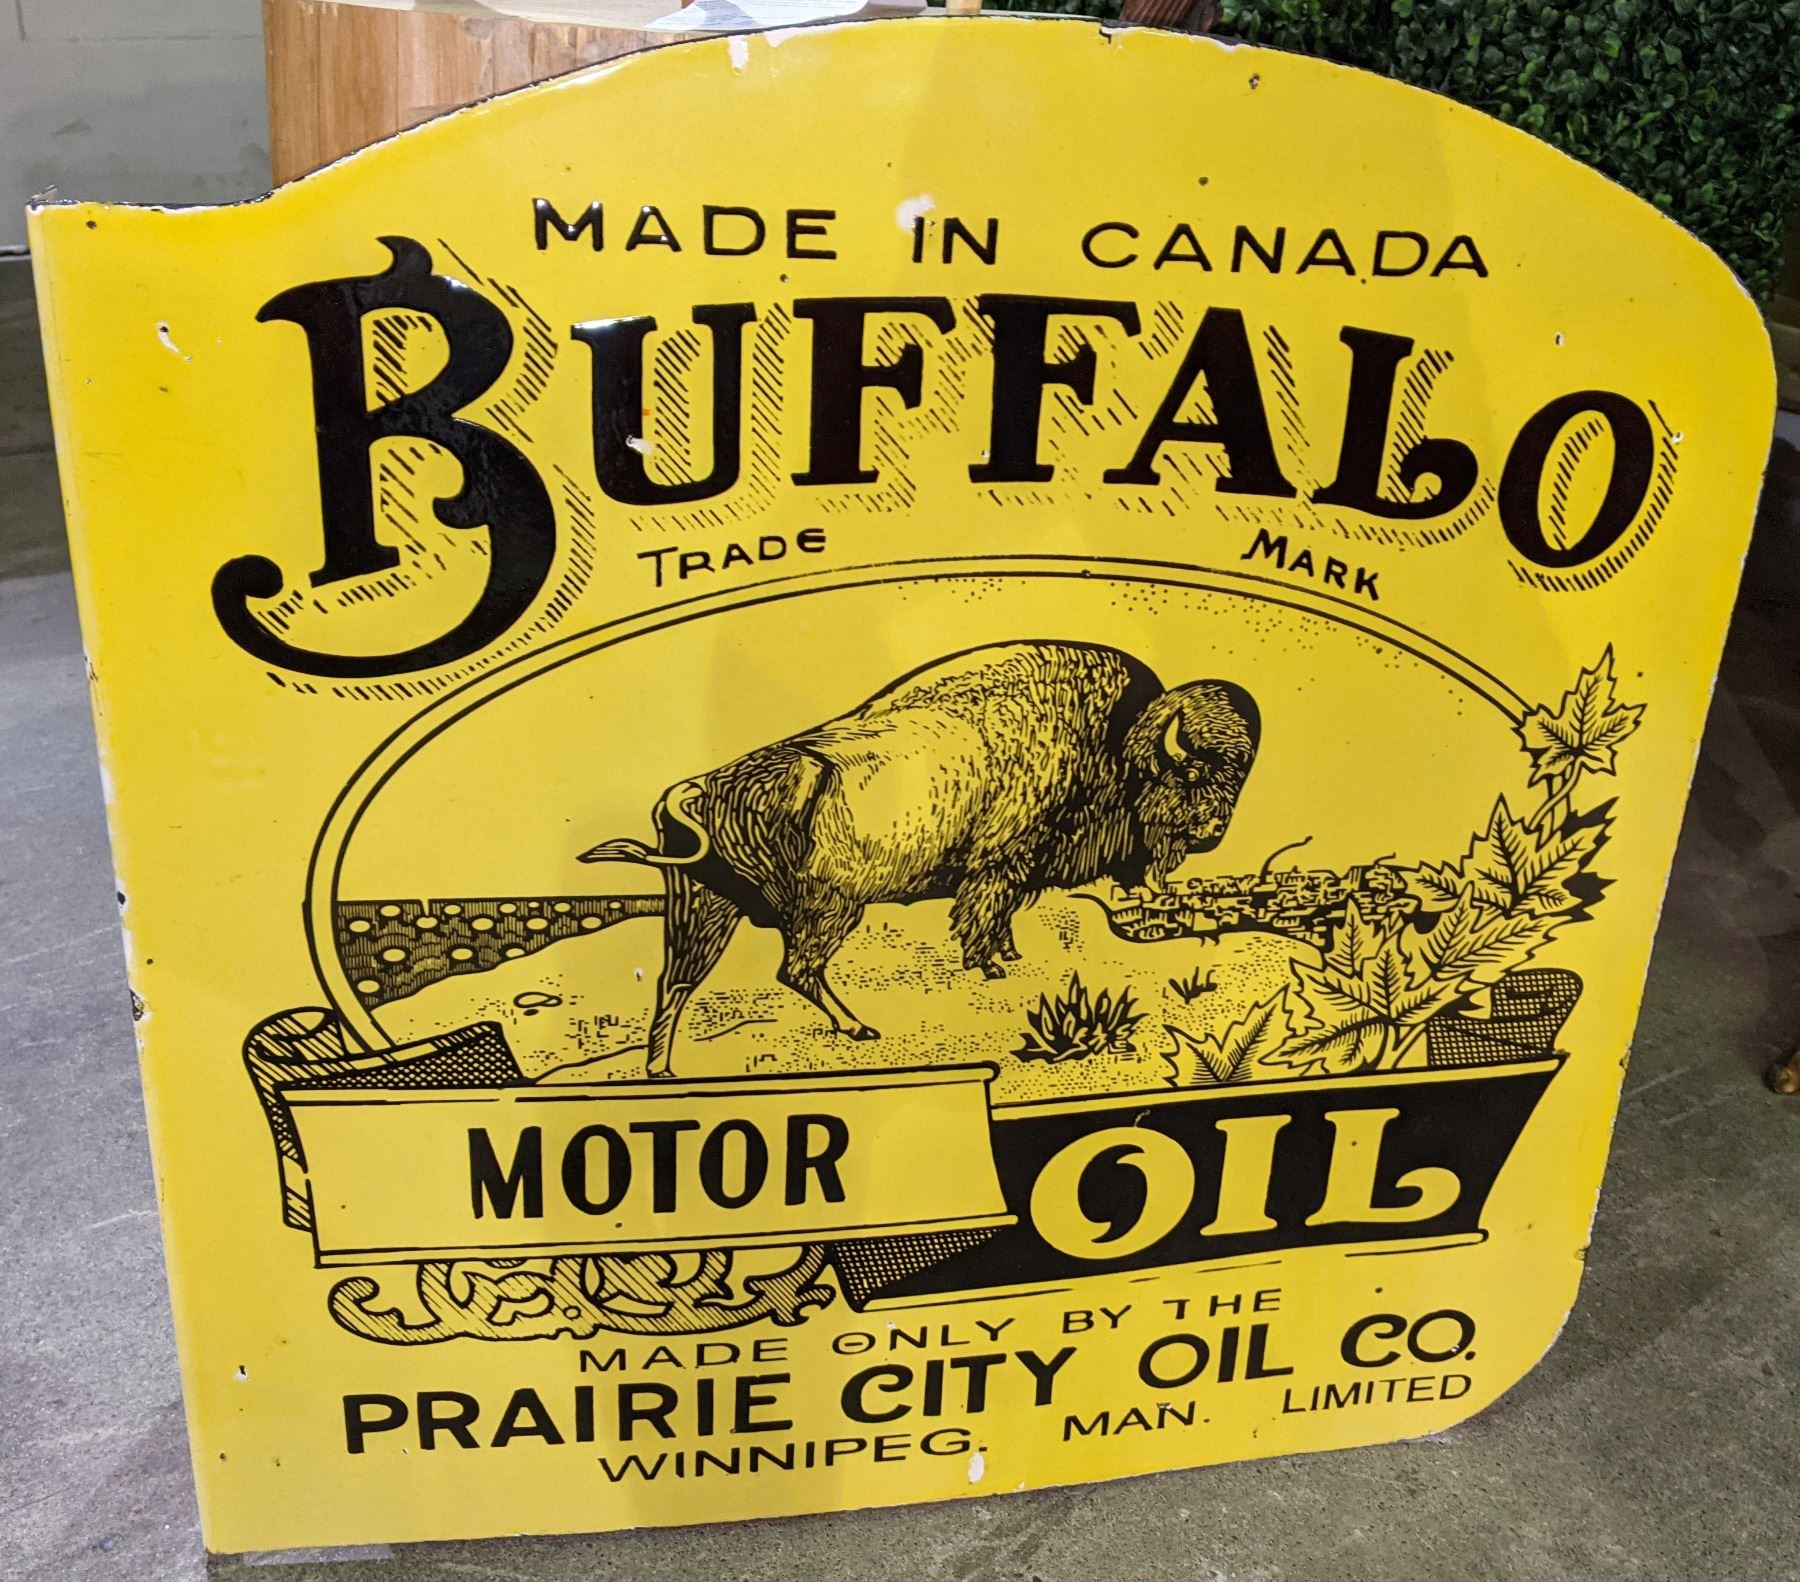 MADE IN CANADA
BUFFALO
TRADE MARK
MOTOR OIL
MADE ONLY BY THE
PRAIRIE CITY OIL CO.
WINNIPEG. MAN. LIMITED